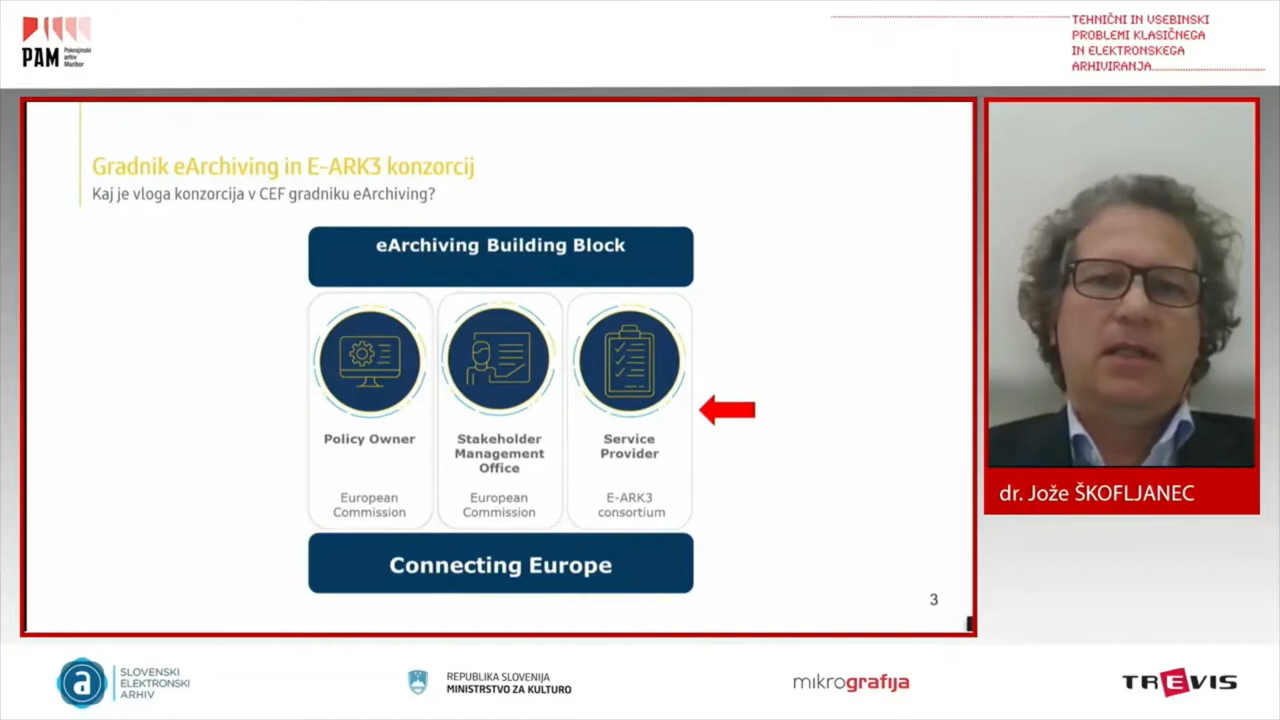 PAM
Pokrajinski
arhiv
Maribor
TEHNIČNI IN VSEBINSKI
PROBLEMI KLASIČNEGA
IN ELEKTRONSKEGA
ARHIVIRANJA
Gradnik eArchiving in E-ARK3 konzorcij
Kaj je vloga konzorcija v CEF gradniku eArchiving?
eArchiving Building Block
Policy Owner
European
Commission
Stakeholder
Management
Office
European
Commission
Service
Provider
E-ARK3
consortium
Connecting Europe
3
dr. Jože ŠKOFLJANEC
a
SLOVENSKI
ELEKTRONSKI
ARHIV
REPUBLIKA SLOVENIJA
MINISTRSTVO ZA KULTURO
mikrografija
TREVIS